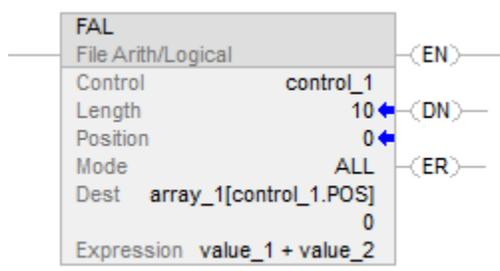 FAL
File Arith/Logical (EN)
Control control_1
Length 10 (DN)
Position 0
Mode ALL (ER)
Dest array_1[control_1.POS]
0
Expression value_1 + value_2